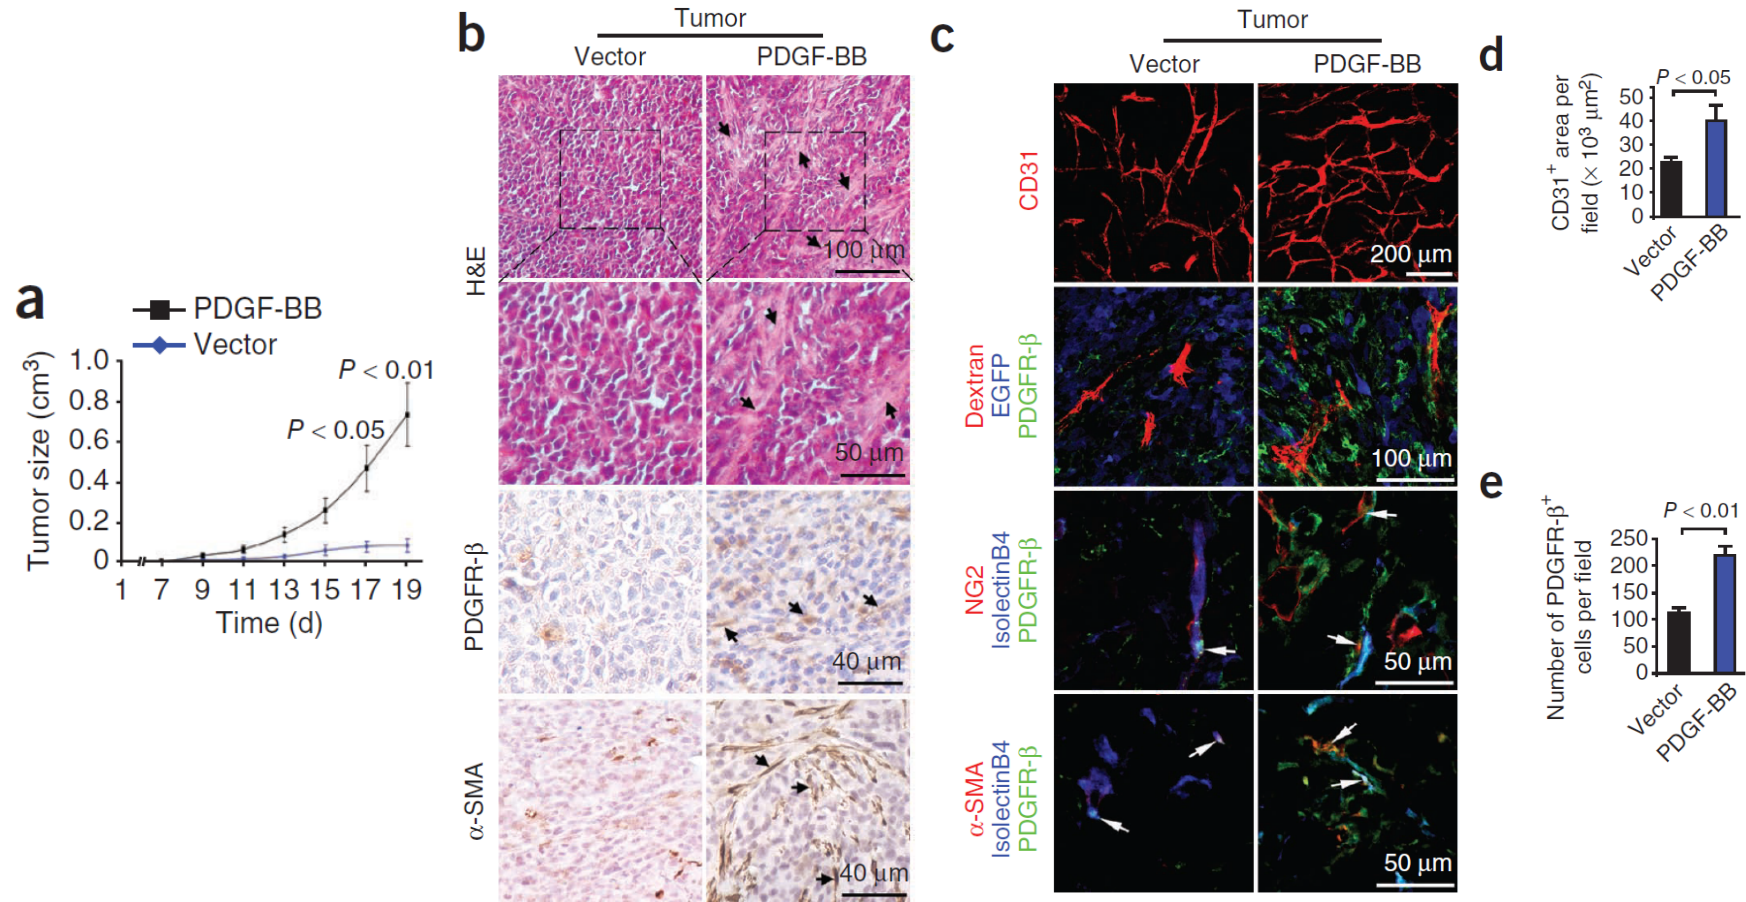 a
PDGF-BB
Vector
Tumor size (cm³)
1.0
0.8
0.6
0.4
0.2
0
P < 0.01
P < 0.05
1 7 9 11 13 15 17 19
Time (d)
b
Tumor
Vector PDGF-BB
H&E
100 μm
50 μm
PDGFR-β
40 μm
α-SMA
40 μm
c
Tumor
Vector PDGF-BB
CD31
200 μm
Dextran
EGFP
PDGFR-β
100 μm
NG2
IsolectinB4
PDGFR-β
50 μm
α-SMA
IsolectinB4
PDGFR-β
50 μm
d
P < 0.05
CD31⁺ area per
field (× 10³ μm²)
50
40
30
20
10
0
Vector
PDGF-BB
e
P < 0.01
Number of PDGFR-β⁺
cells per field
250
200
150
100
50
0
Vector
PDGF-BB